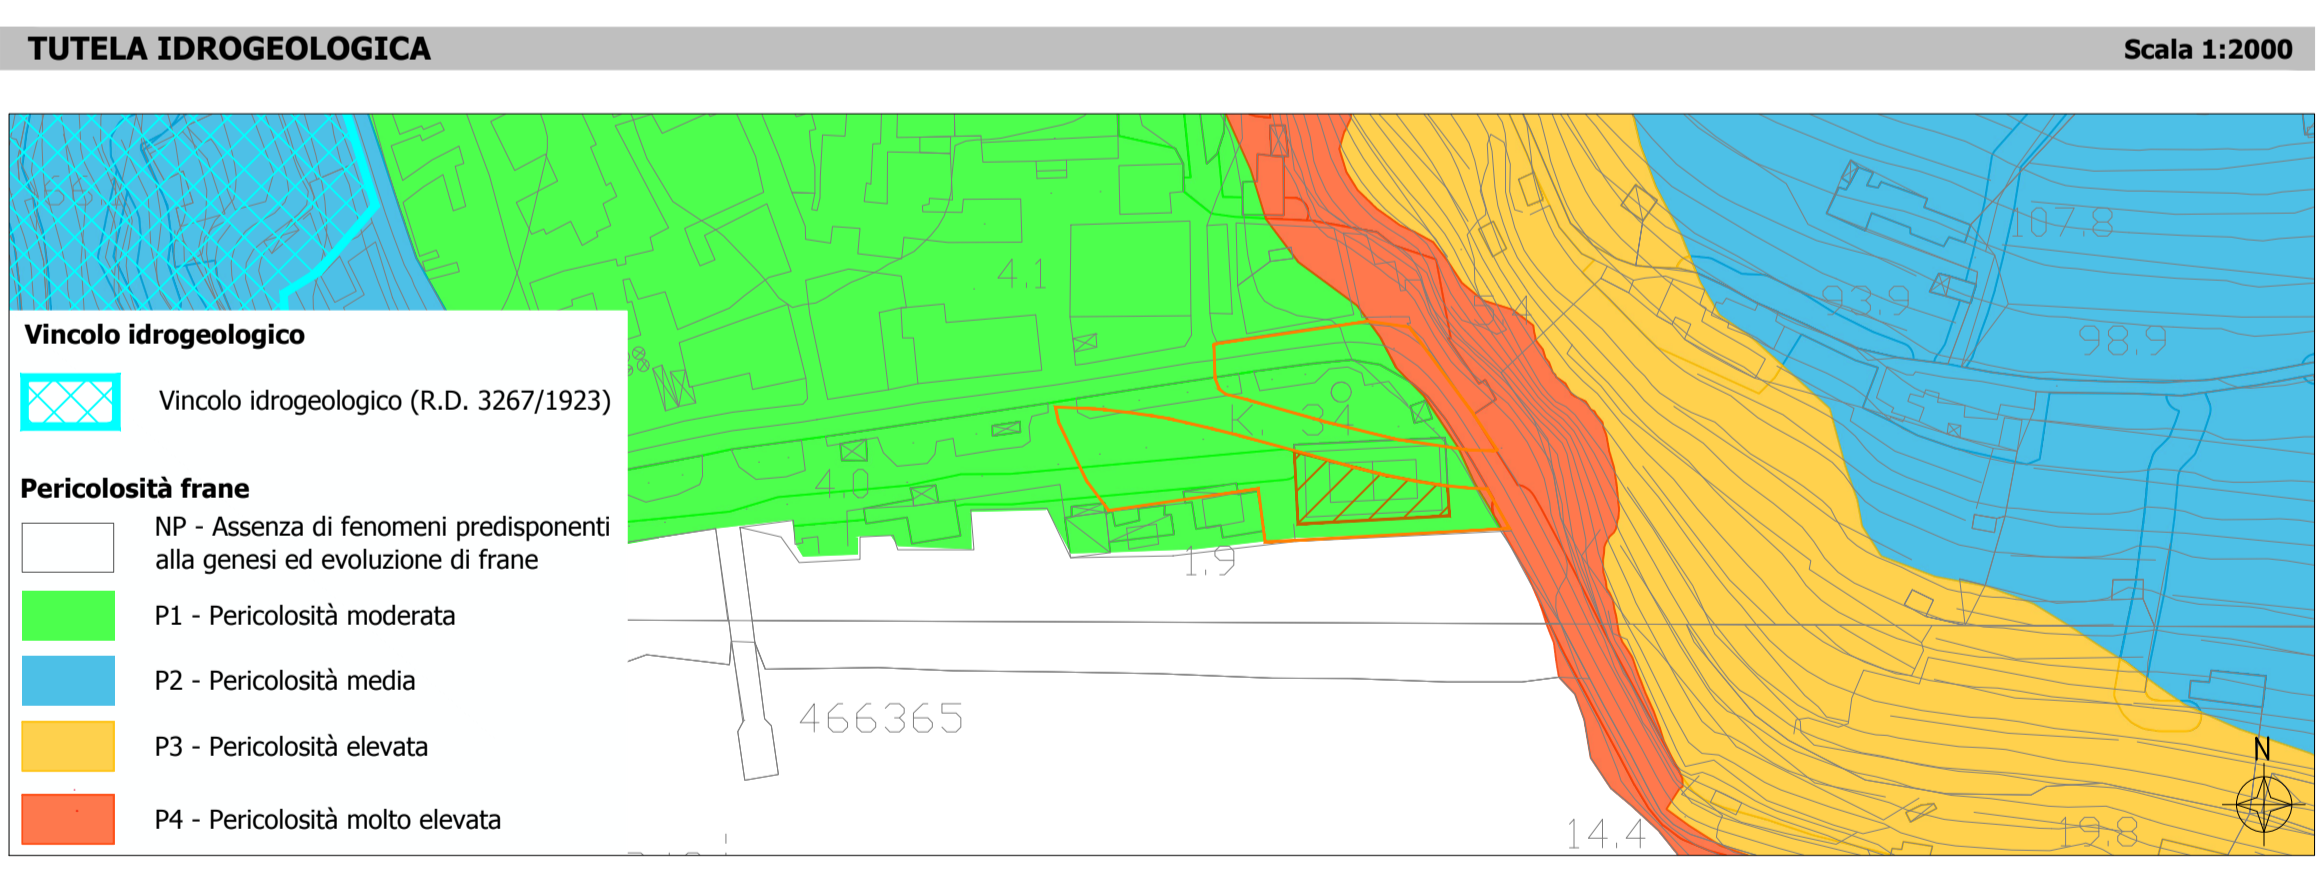 TUTELA IDROGEOLOGICA
Scala 1:2000
107.8
93.9
98.9
4.1
K. 34
4.0
1.9
466365
14.4
19.8
N
Vincolo idrogeologico
Vincolo idrogeologico (R.D. 3267/1923)
Pericolosità frane
NP - Assenza di fenomeni predisponenti
alla genesi ed evoluzione di frane
P1 - Pericolosità moderata
P2 - Pericolosità media
P3 - Pericolosità elevata
P4 - Pericolosità molto elevata